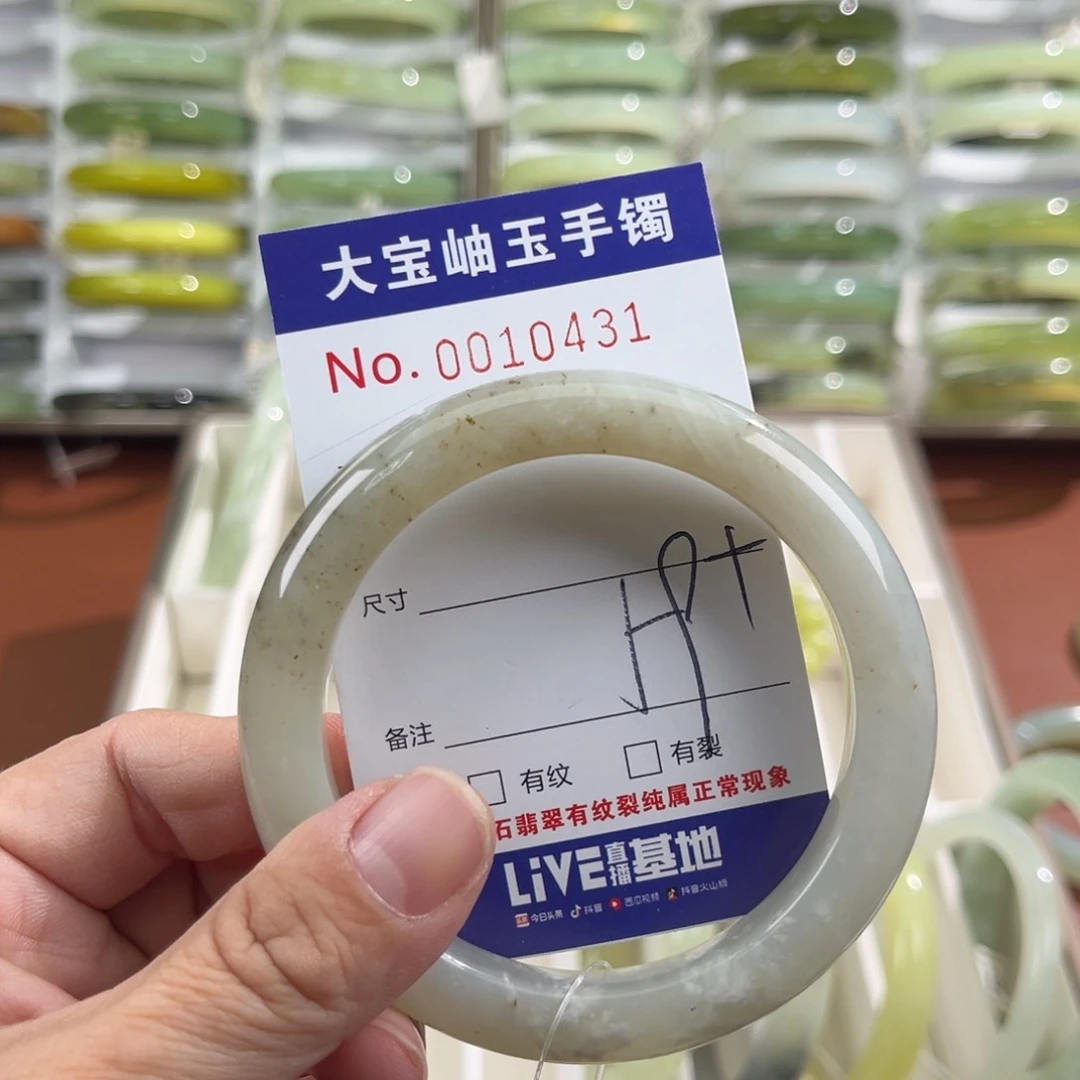 大宝岫玉手镯
No. 0010431
尺寸
备注
有纹 有裂
石翡翠有纹裂纯属正常现象
LiVE直播基地
今日头条 抖音 西瓜视频 抖音火山版